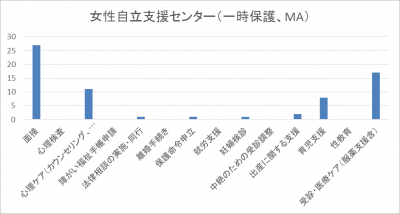 女性自立支援センター(一時保護、MA)
30
25
20
15
10
5
0
面接
心理検査
心理ケア(カウンセリング、…
障がい福祉手帳申請
法律相談の実施・同行
離婚手続き
保護命令申立
就労支援
妊婦検診
中絶のための受診調整
出産に関する支援
育児支援
性教育
受診・医療ケア(服薬支援含)